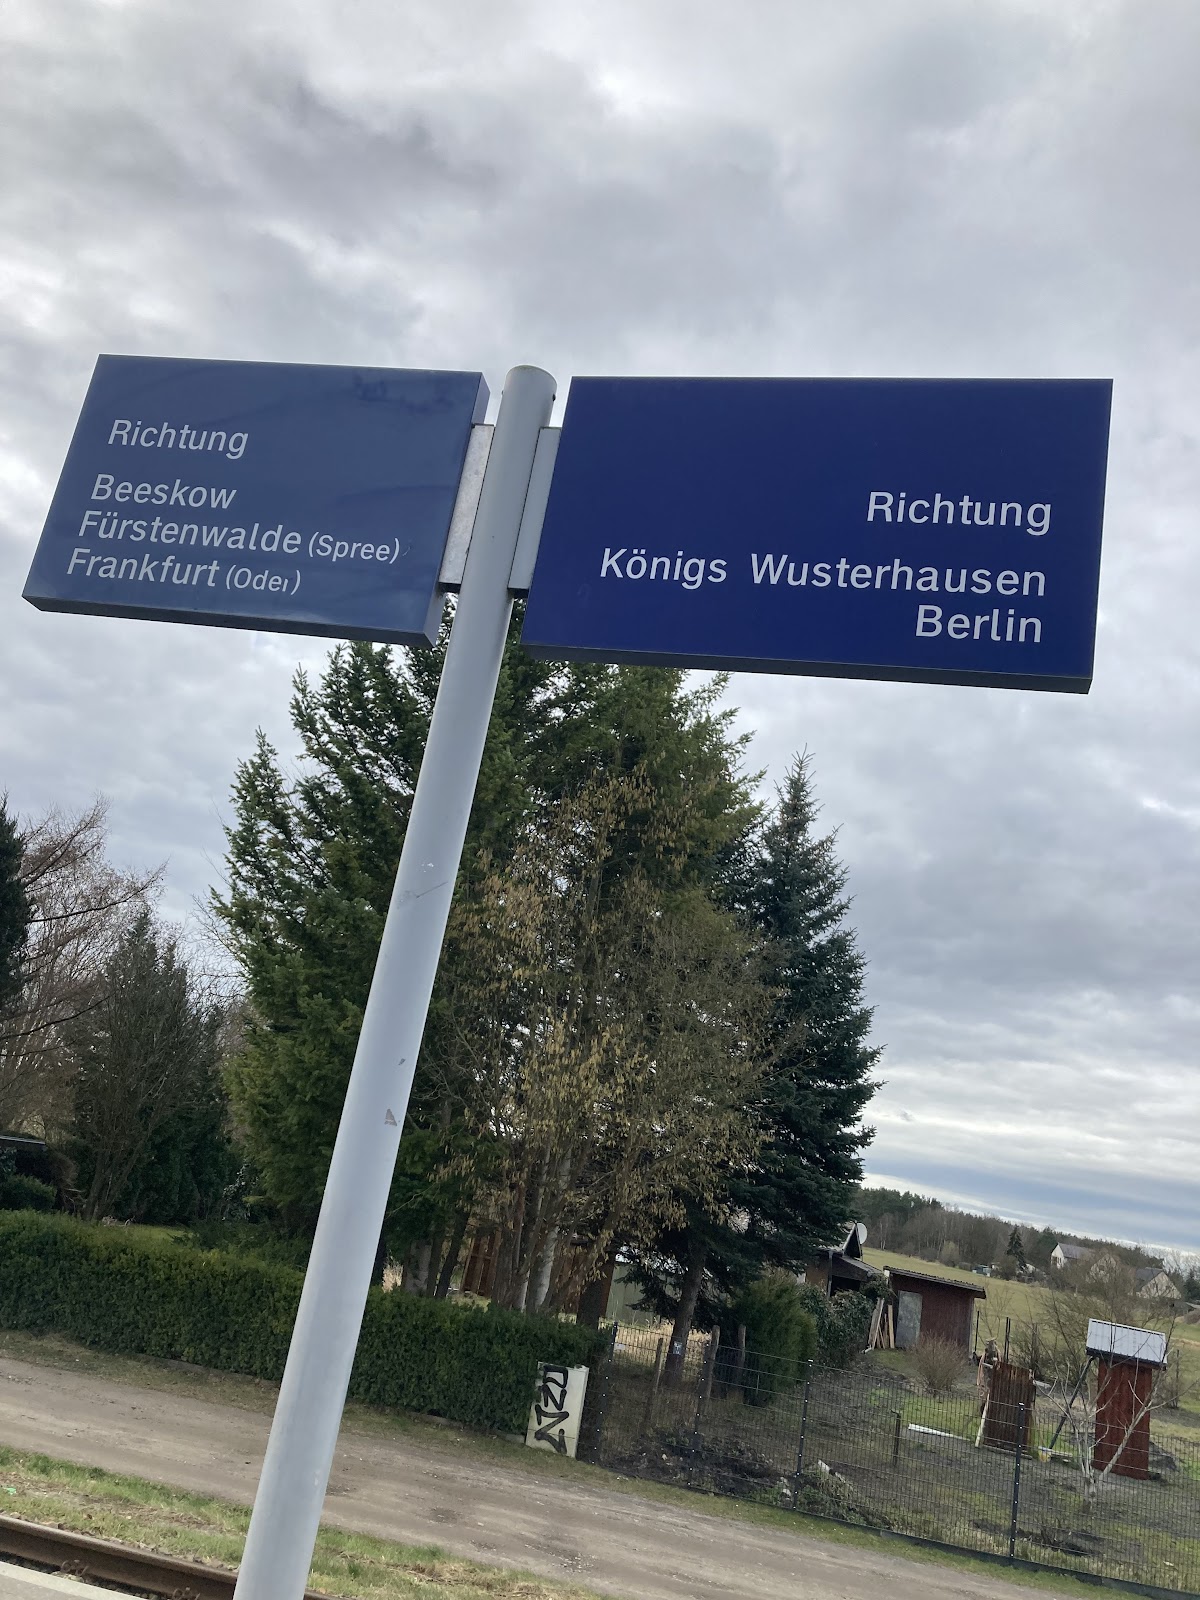 Richtung
Beeskow
Fürstenwalde (Spree)
Frankfurt (Oder)
Richtung
Königs Wusterhausen
Berlin